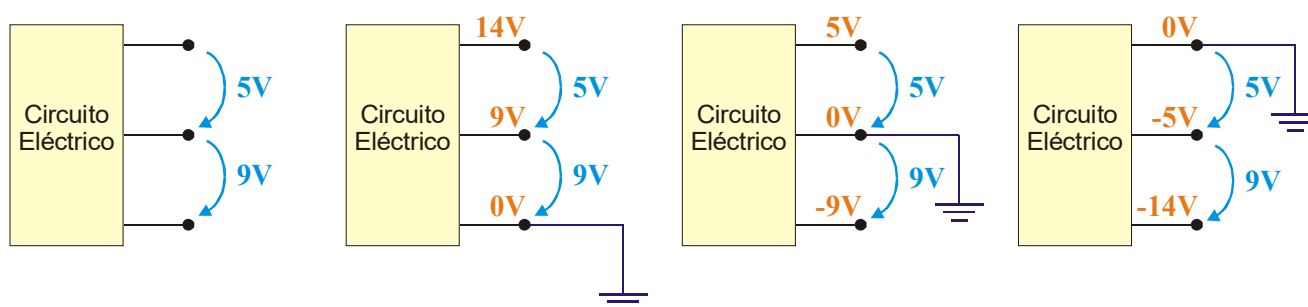 Circuito
Eléctrico
5V
9V
Circuito
Eléctrico
14V
5V
9V
9V
0V
Circuito
Eléctrico
5V
5V
0V
9V
-9V
Circuito
Eléctrico
0V
5V
-5V
9V
-14V